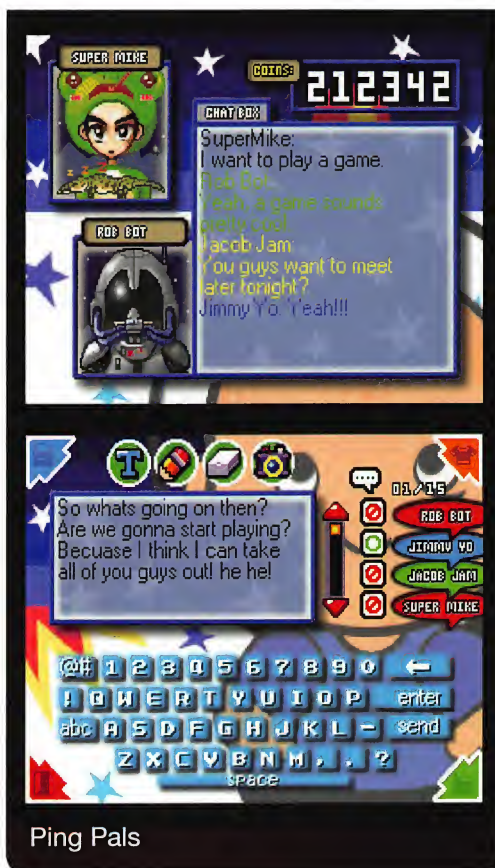 SUPER MIKE
COINS:
212342
CHAT BOX
SuperMike:
I want to play a game.
Rob Bot:
Yeah, a game sounds
pretty cool.
Jacob Jam:
You guys want to meet
later tonight?
Jimmy Yo: Yeah!!!
ROB BOT
T
01/15
So whats going on then?
Are we gonna start playing?
Becuase I think I can take
all of you guys out! he he!
ROB BOT
JIMMY YO
JACOB JAM
SUPER MIKE
@# 1 2 3 4 5 6 7 8 9 0 ←
! Q W E R T Y U I O P enter
abc A S D F G H J K L - send
Z X C V B N M , . ?
space
Ping Pals